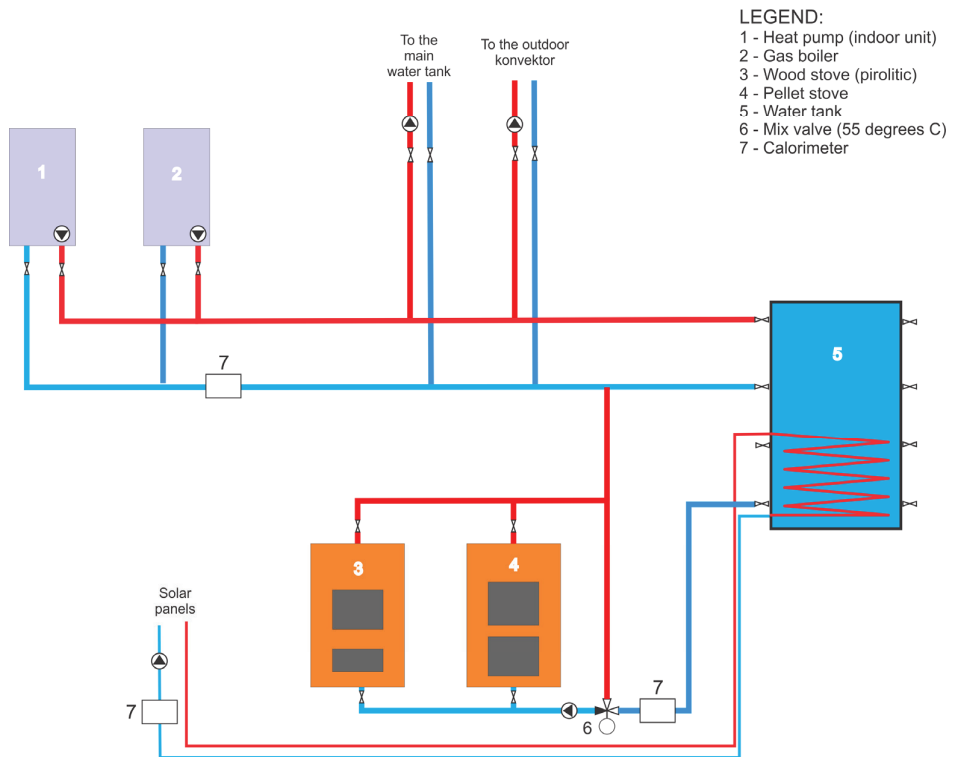 LEGEND:
1 - Heat pump (indoor unit)
2 - Gas boiler
3 - Wood stove (pirolitic)
4 - Pellet stove
5 - Water tank
6 - Mix valve (55 degrees C)
7 - Calorimeter
To the
main
water tank
To the outdoor
konvektor
1
2
7
5
3
4
Solar
panels
7
7
6